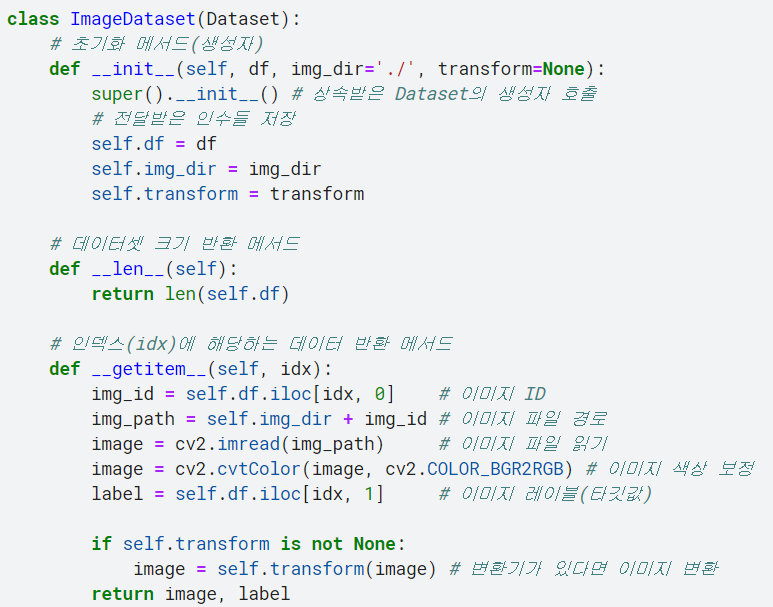 class ImageDataset(Dataset):
    # 초기화 메서드(생성자)
    def __init__(self, df, img_dir='./', transform=None):
        super().__init__() # 상속받은 Dataset의 생성자 호출
        # 전달받은 인수들 저장
        self.df = df
        self.img_dir = img_dir
        self.transform = transform

    # 데이터셋 크기 반환 메서드
    def __len__(self):
        return len(self.df)

    # 인덱스(idx)에 해당하는 데이터 반환 메서드
    def __getitem__(self, idx):
        img_id = self.df.iloc[idx, 0]    # 이미지 ID
        img_path = self.img_dir + img_id # 이미지 파일 경로
        image = cv2.imread(img_path)     # 이미지 파일 읽기
        image = cv2.cvtColor(image, cv2.COLOR_BGR2RGB) # 이미지 색상 보정
        label = self.df.iloc[idx, 1]     # 이미지 레이블(타깃값)

        if self.transform is not None:
            image = self.transform(image) # 변환기가 있다면 이미지 변환
        return image, label